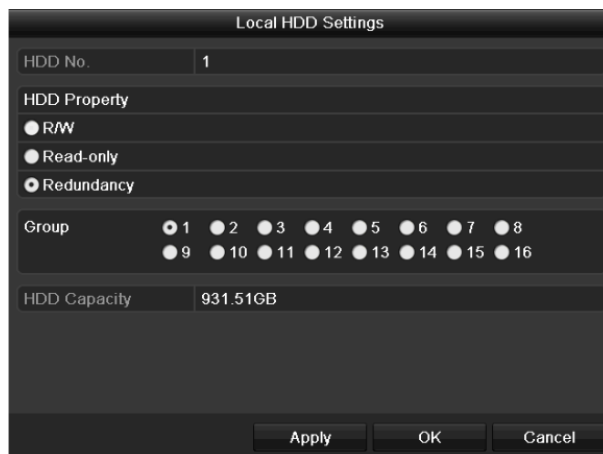 Local HDD Settings
HDD No. 1
HDD Property
R/W
Read-only
Redundancy
Group 1 2 3 4 5 6 7 8
9 10 11 12 13 14 15 16
HDD Capacity 931.51GB
Apply OK Cancel